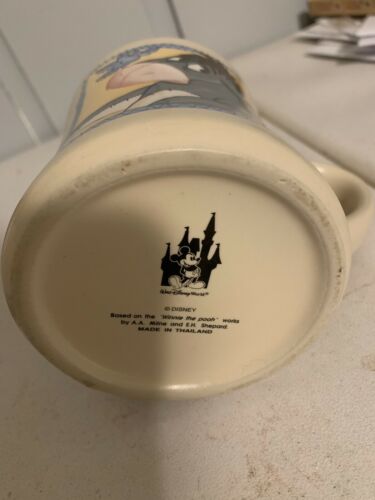 Walt Disney World®
© DISNEY
Based on the "Winnie the pooh" works
by A.A. Milne and E.H. Shepard.
MADE IN THAILAND